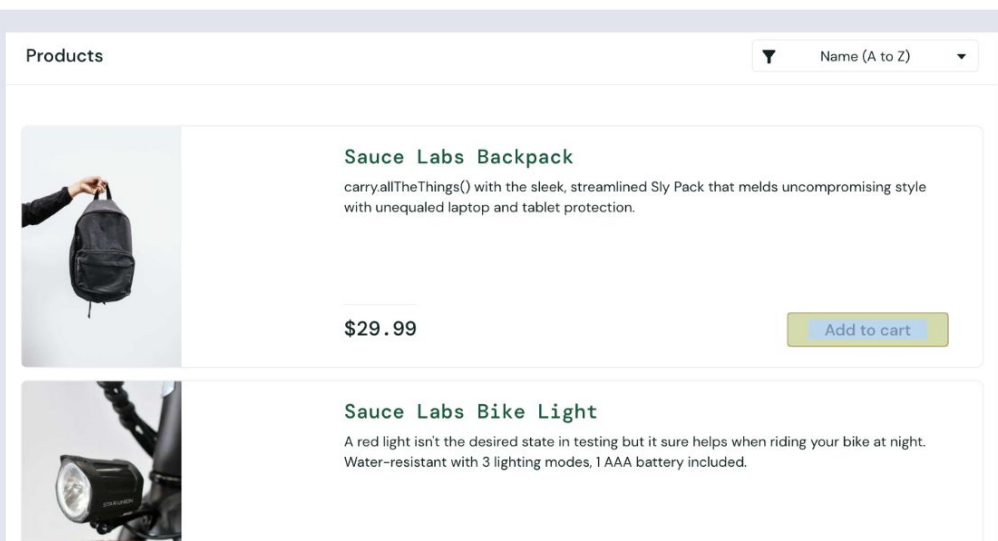 Products
Name (A to Z)
Sauce Labs Backpack
carry.allTheThings() with the sleek, streamlined Sly Pack that melds uncompromising style
with unequaled laptop and tablet protection.
$29.99
Add to cart
Sauce Labs Bike Light
A red light isn't the desired state in testing but it sure helps when riding your bike at night.
Water-resistant with 3 lighting modes, 1 AAA battery included.